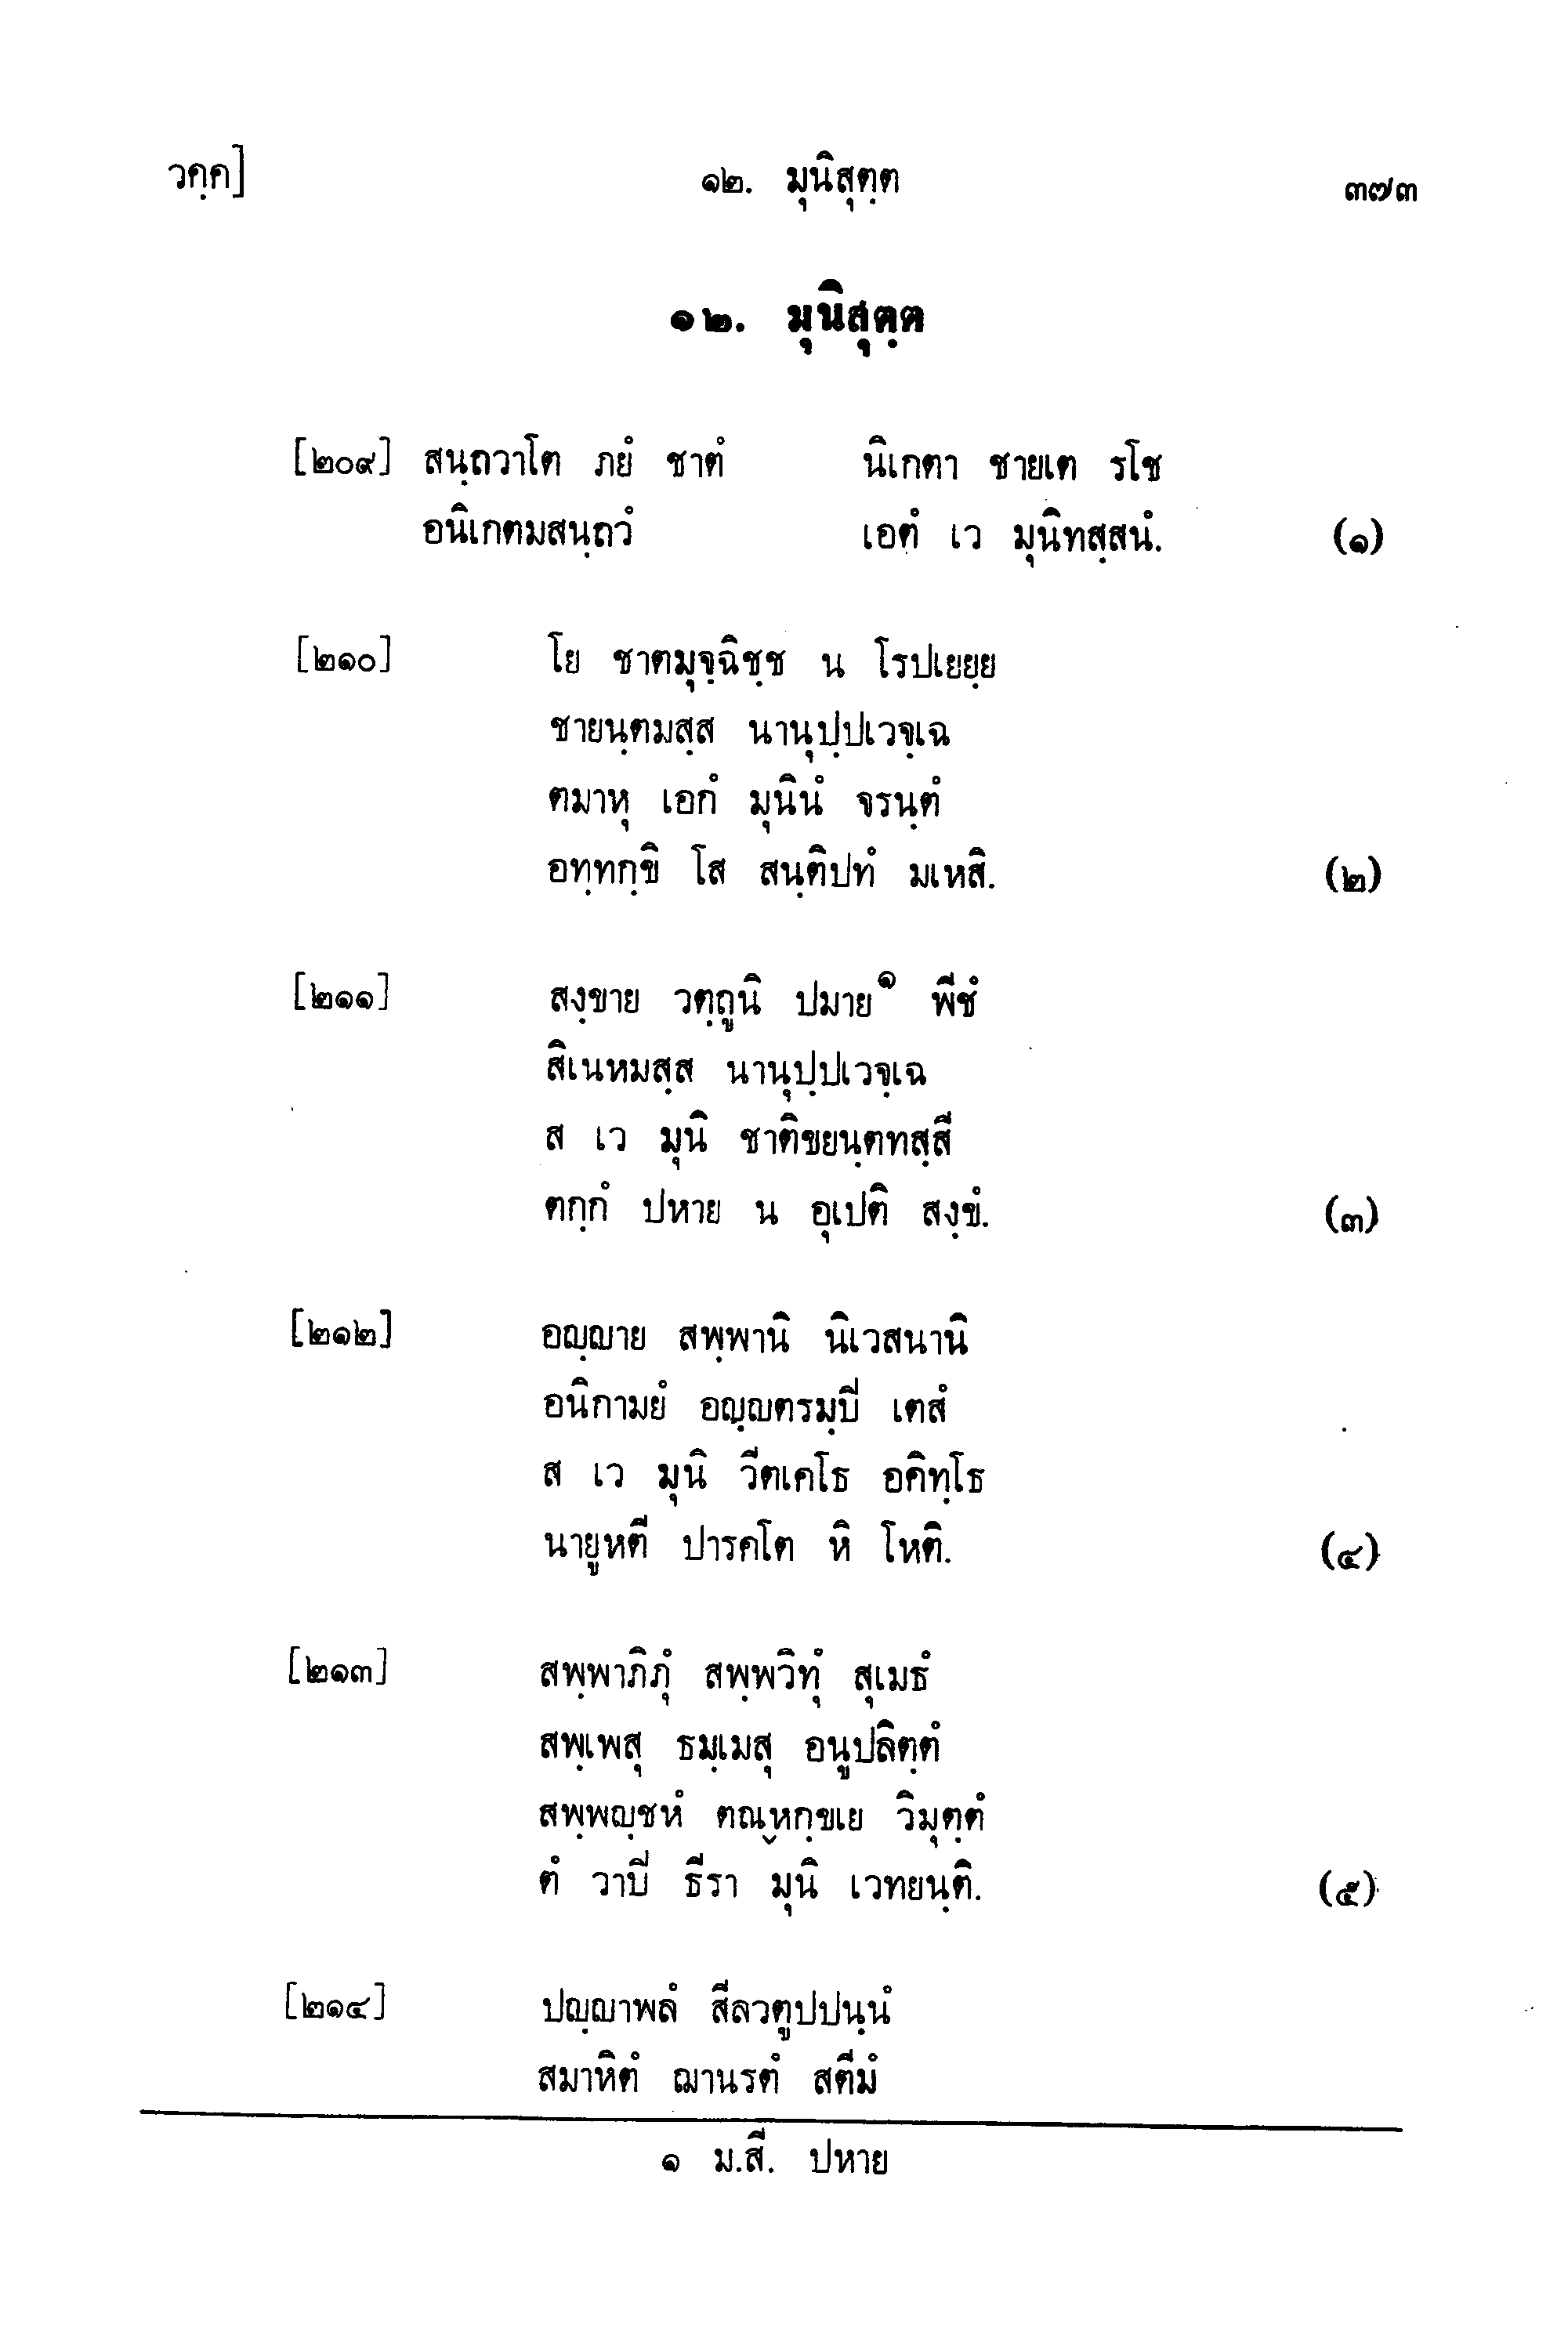 วคฺค] ๑๒. มุนิสุตฺต ๓๗๓
๑๒. มุนิสุตฺต
[๒๐๙] สนฺถวาโต ภยํ ชาตํ นิเกตา ชายเต รโช
อนิเกตมสนฺถวํ เอตํ เว มุนิทสฺสนํ. (๑)
[๒๑๐] โย ชาตมุจฺฉิชฺช น โรปเยยฺย
ชายนฺตมสฺส นานุปฺปเวจฺเฉ
ตมาหุ เอกํ มุนินํ จรนฺตํ
อทฺทกฺขิ โส สนฺติปทํ มเหสิ. (๒)
[๒๑๑] สงฺขาย วตฺถูนิ ปมาย๑ พีชํ
สิเนหมสฺส นานุปฺปเวจฺเฉ
ส เว มุนิ ชาติขยนฺตทสฺสี
ตกฺกํ ปหาย น อุเปติ สงฺขํ. (๓)
[๒๑๒] อญฺญาย สพฺพานิ นิเวสนานิ
อนิกามยํ อญฺญตรมฺปี เตสํ
ส เว มุนิ วีตเคโธ อคิทฺโธ
นายูหตี ปารคโต หิ โหติ. (๔)
[๒๑๓] สพฺพาภิภุํ สพฺพวิทุํ สุเมธํ
สพฺเพสุ ธมฺเมสุ อนูปลิตฺตํ
สพฺพญฺชหํ ตณฺหกฺขเย วิมุตฺตํ
ตํ วาปี ธีรา มุนึ เวทยนฺติ. (๕)
[๒๑๔] ปญฺญาพลํ สีลวตูปปนฺนํ
สมาหิตํ ฌานรตํ สตีมํ
๑ ม.สี. ปหาย